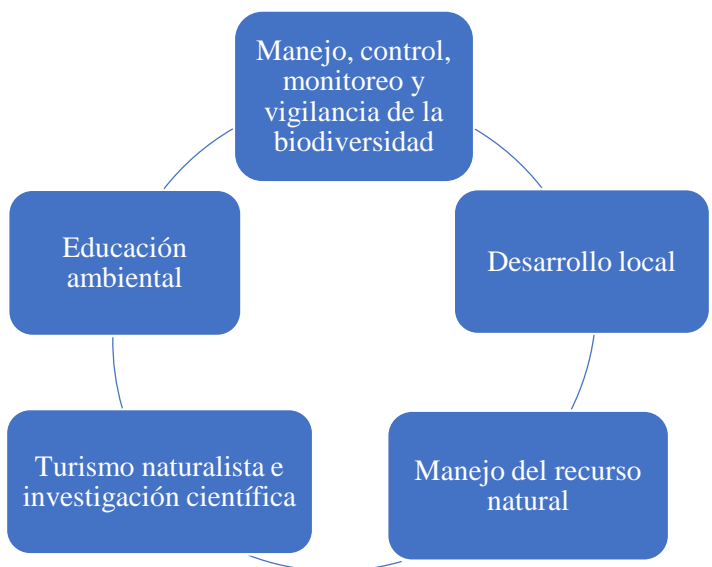 Manejo, control,
monitoreo y
vigilancia de la
biodiversidad
Desarrollo local
Manejo del recurso
natural
Turismo naturalista e
investigación científica
Educación
ambiental